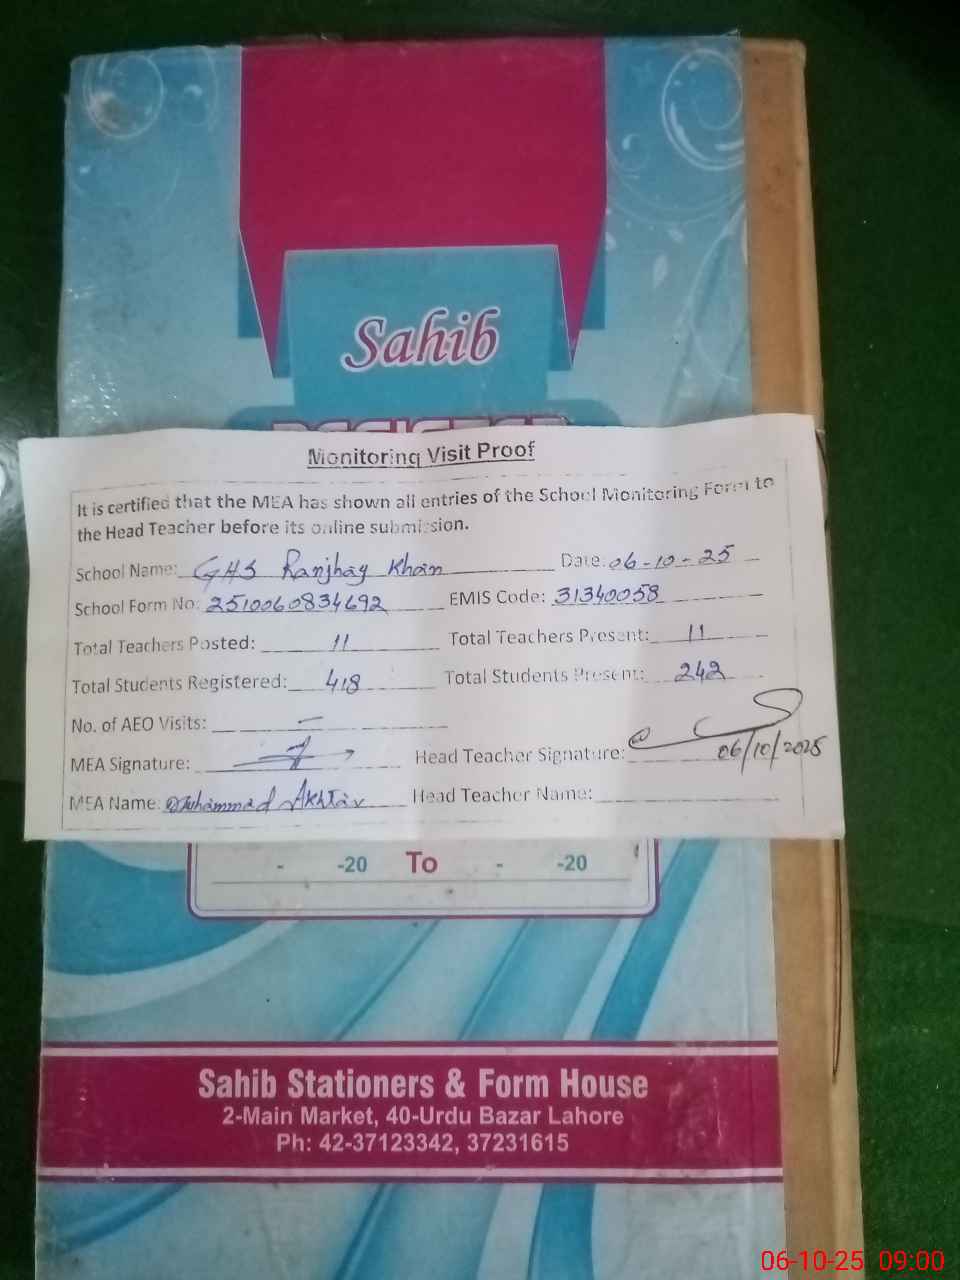 Sahib
REGISTER
Monitoring Visit Proof
It is certified that the MEA has shown all entries of the School Monitoring Form to
the Head Teacher before its online submission.
School Name: GHS Ranjhay Khan Date: 06-10-25
School Form No: 2510060834692 EMIS Code: 31340058
Total Teachers Posted: 11 Total Teachers Present: 11
Total Students Registered: 418 Total Students Present: 242
No. of AEO Visits: –
MEA Signature: Head Teacher Signature: 06/10/2025
MEA Name: Muhammad Akhtar Head Teacher Name:
- -20 To - -20
Sahib Stationers & Form House
2-Main Market, 40-Urdu Bazar Lahore
Ph: 42-37123342, 37231615
06-10-25 09:00